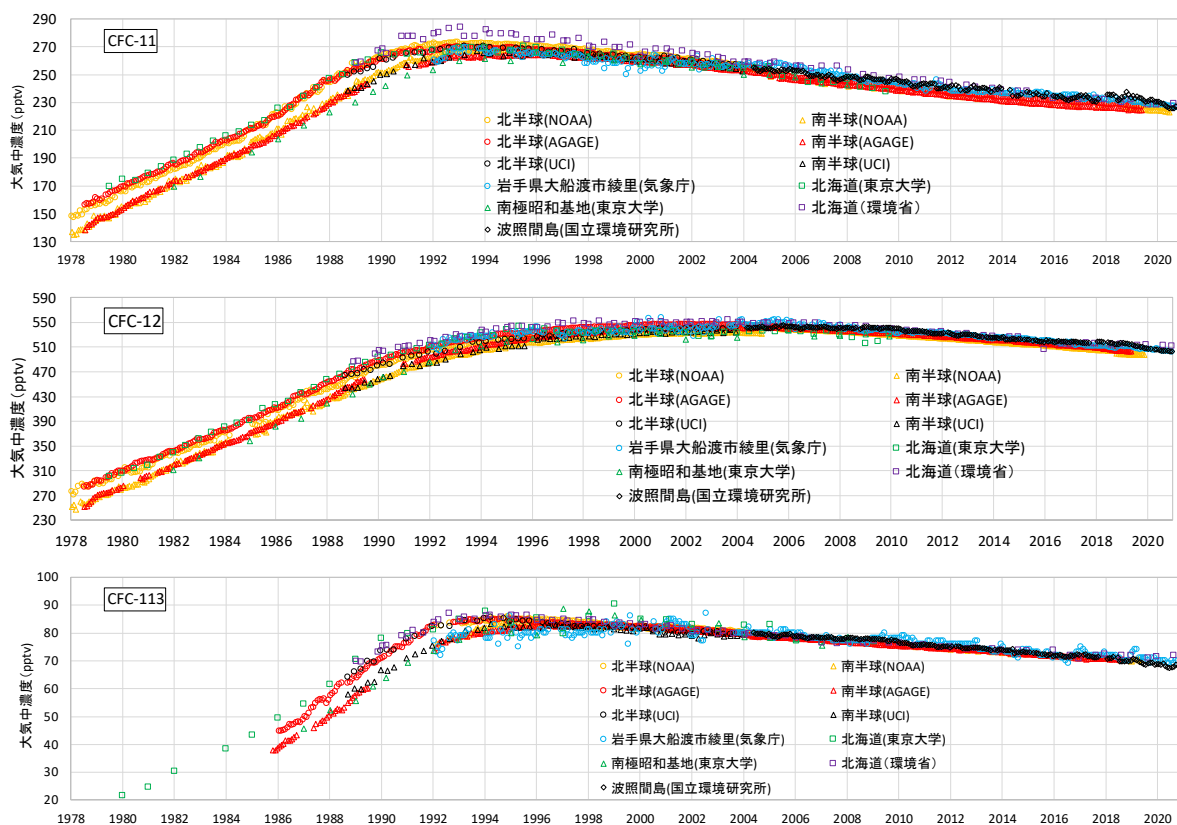 290
CFC-11
270
250
230
210
190
170
150
130
大気中濃度(pptv)
北半球(NOAA)
南半球(NOAA)
北半球(AGAGE)
南半球(AGAGE)
北半球(UCI)
南半球(UCI)
岩手県大船渡市綾里(気象庁)
北海道(東京大学)
南極昭和基地(東京大学)
北海道(環境省)
波照間島(国立環境研究所)
1978 1980 1982 1984 1986 1988 1990 1992 1994 1996 1998 2000 2002 2004 2006 2008 2010 2012 2014 2016 2018 2020
590
CFC-12
550
510
470
430
390
350
310
270
230
大気中濃度(pptv)
北半球(NOAA)
南半球(NOAA)
北半球(AGAGE)
南半球(AGAGE)
北半球(UCI)
南半球(UCI)
岩手県大船渡市綾里(気象庁)
北海道(東京大学)
南極昭和基地(東京大学)
北海道(環境省)
波照間島(国立環境研究所)
1978 1980 1982 1984 1986 1988 1990 1992 1994 1996 1998 2000 2002 2004 2006 2008 2010 2012 2014 2016 2018 2020
100
CFC-113
90
80
70
60
50
40
30
20
大気中濃度(pptv)
北半球(NOAA)
南半球(NOAA)
北半球(AGAGE)
南半球(AGAGE)
北半球(UCI)
南半球(UCI)
岩手県大船渡市綾里(気象庁)
北海道(東京大学)
南極昭和基地(東京大学)
北海道(環境省)
波照間島(国立環境研究所)
1978 1980 1982 1984 1986 1988 1990 1992 1994 1996 1998 2000 2002 2004 2006 2008 2010 2012 2014 2016 2018 2020